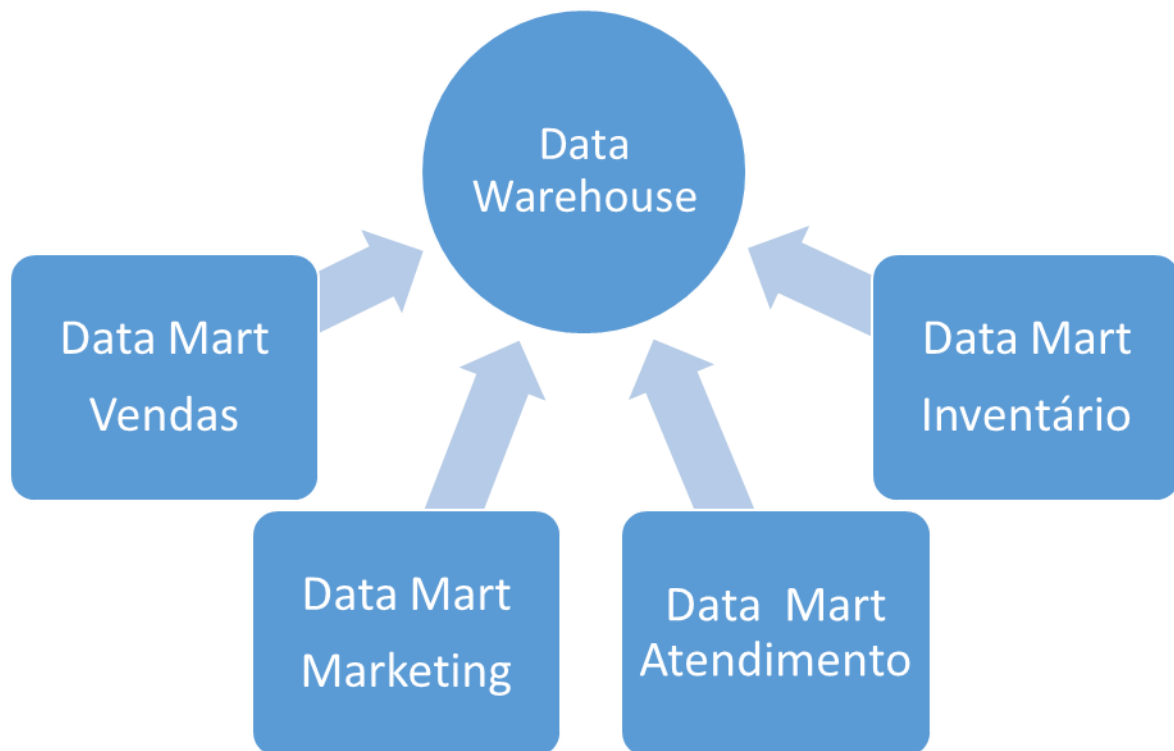 Data
Warehouse
Data Mart
Vendas
Data Mart
Inventário
Data Mart
Marketing
Data  Mart
Atendimento